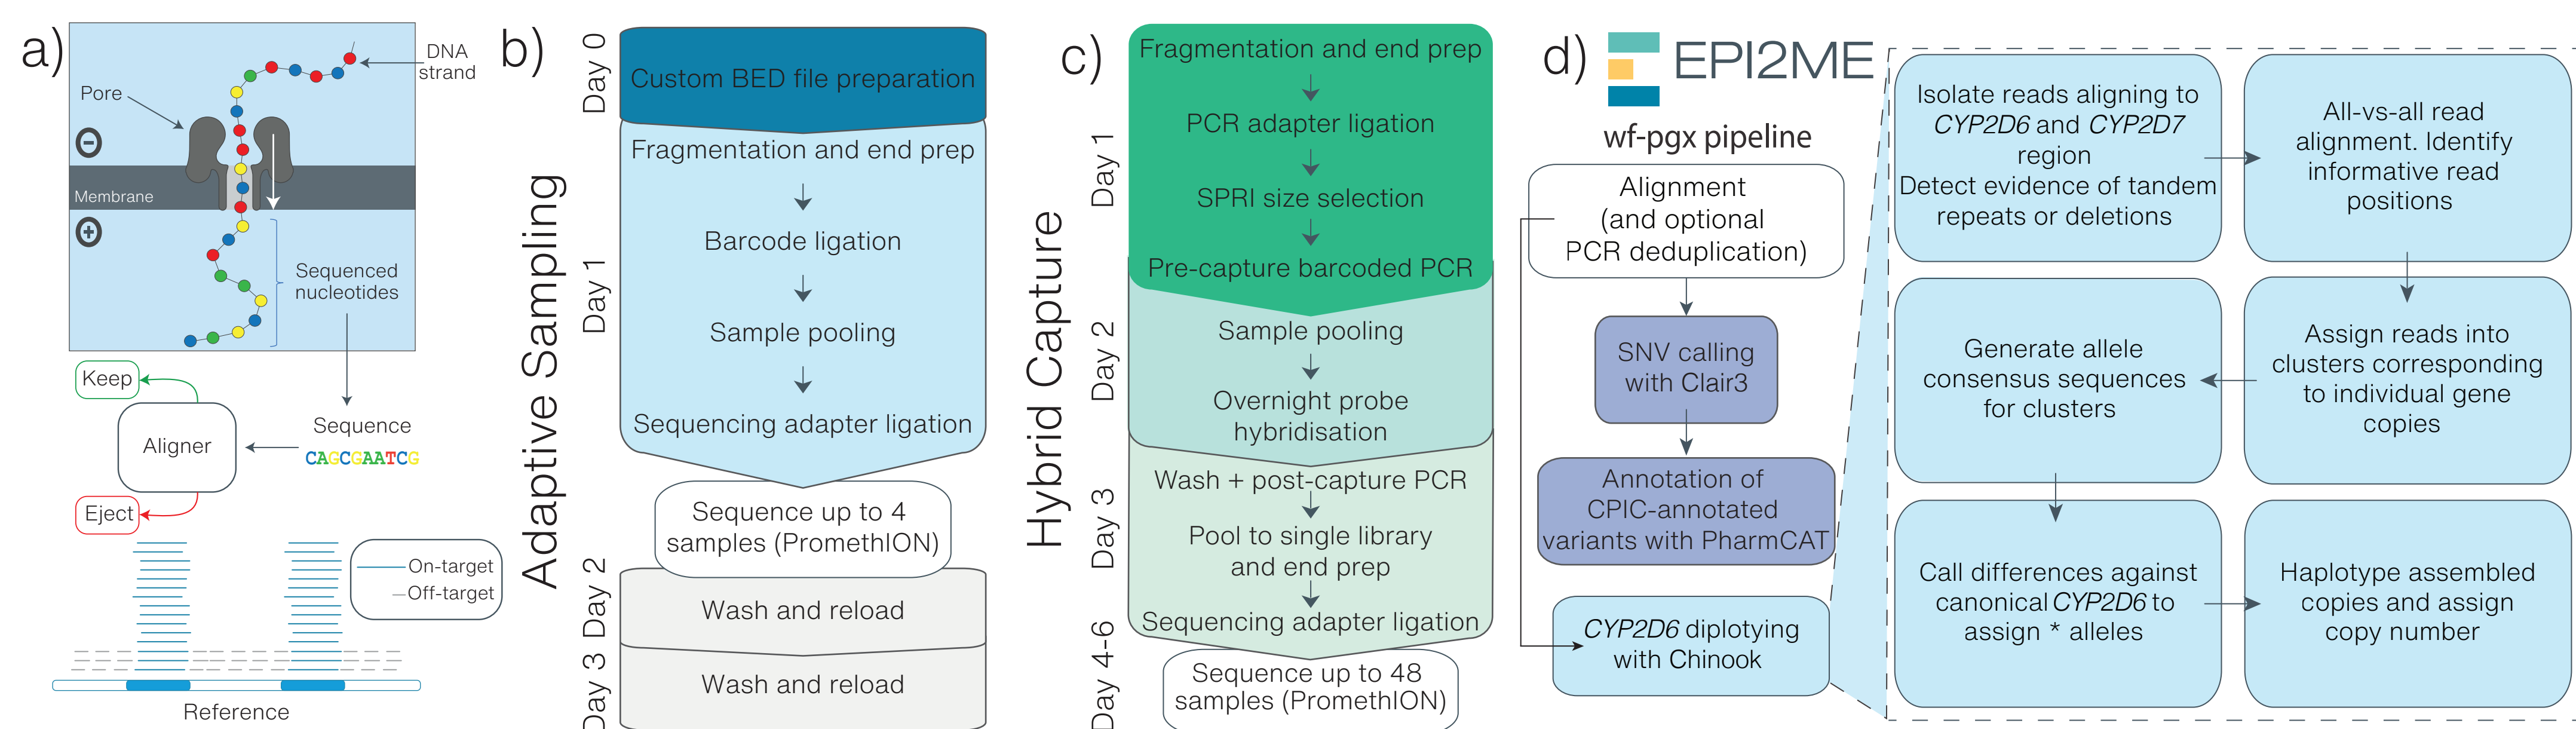 a)
DNA
strand
Pore
Membrane
Sequenced
nucleotides
Keep
Aligner
Eject
Sequence
CAGCGAATCG
On-target
Off-target
Reference
b)
Adaptive Sampling
Day 0
Custom BED file preparation
Day 1
Fragmentation and end prep
Barcode ligation
Sample pooling
Sequencing adapter ligation
Sequence up to 4
samples (PromethION)
Day 2
Wash and reload
Day 3
Wash and reload
c)
Hybrid Capture
Day 1
Fragmentation and end prep
PCR adapter ligation
SPRI size selection
Pre-capture barcoded PCR
Day 2
Sample pooling
Overnight probe
hybridisation
Day 3
Wash + post-capture PCR
Pool to single library
and end prep
Sequencing adapter ligation
Day 4-6
Sequence up to 48
samples (PromethION)
d)
EPI2ME
wf-pgx pipeline
Alignment
(and optional
PCR deduplication)
SNV calling
with Clair3
Annotation of
CPIC-annotated
variants with PharmCAT
CYP2D6 diplotying
with Chinook
Isolate reads aligning to
CYP2D6 and CYP2D7
region
Detect evidence of tandem
repeats or deletions
All-vs-all read
alignment. Identify
informative read
positions
Assign reads into
clusters corresponding
to individual gene
copies
Generate allele
consensus sequences
for clusters
Call differences against
canonical CYP2D6 to
assign * alleles
Haplotype assembled
copies and assign
copy number